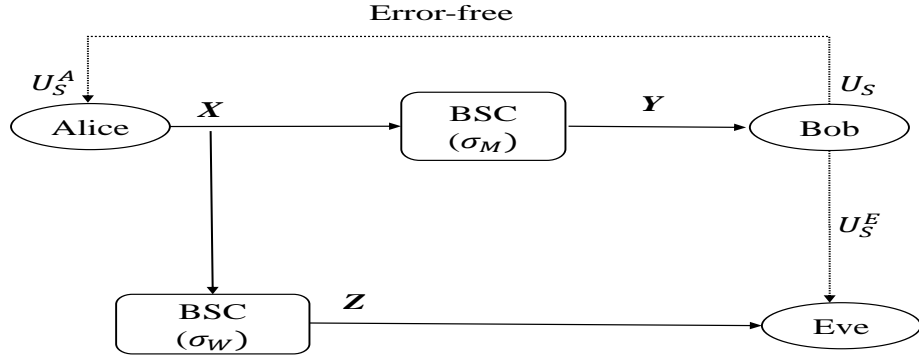 Error-free
U_S^A
X
Y
U_S
Alice
BSC
(σ_M)
Bob
U_S^E
BSC
(σ_W)
Z
Eve